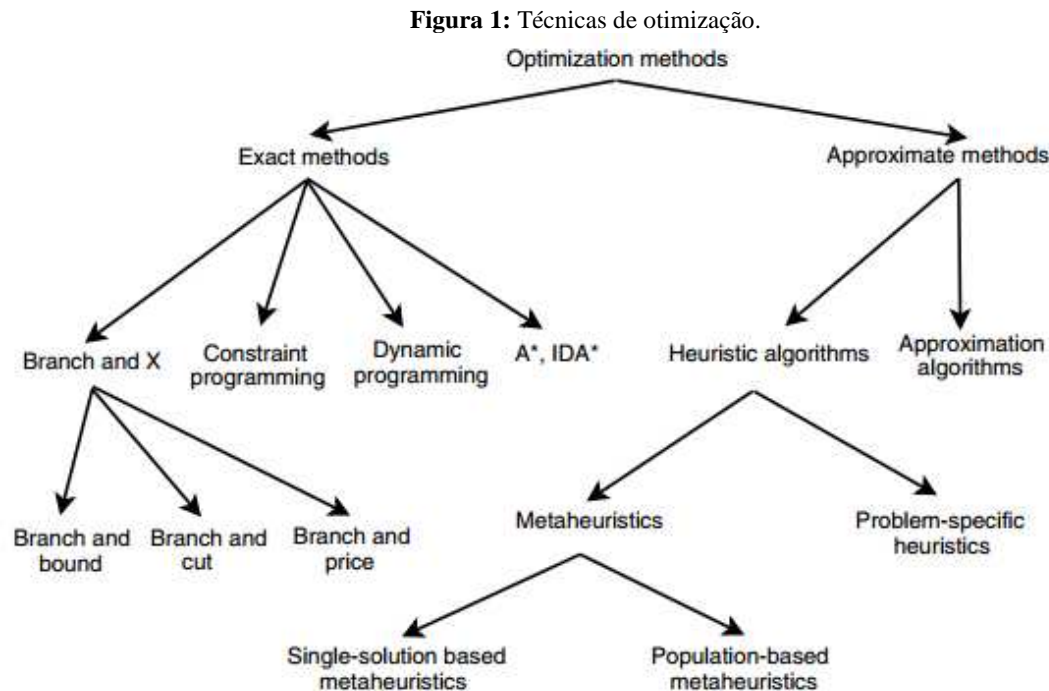 Figura 1: Técnicas de otimização.
Optimization methods
Exact methods
Approximate methods
Branch and X
Constraint
programming
Dynamic
programming
A*, IDA*
Heuristic algorithms
Approximation
algorithms
Branch and
bound
Branch and
cut
Branch and
price
Metaheuristics
Problem-specific
heuristics
Single-solution based
metaheuristics
Population-based
metaheuristics